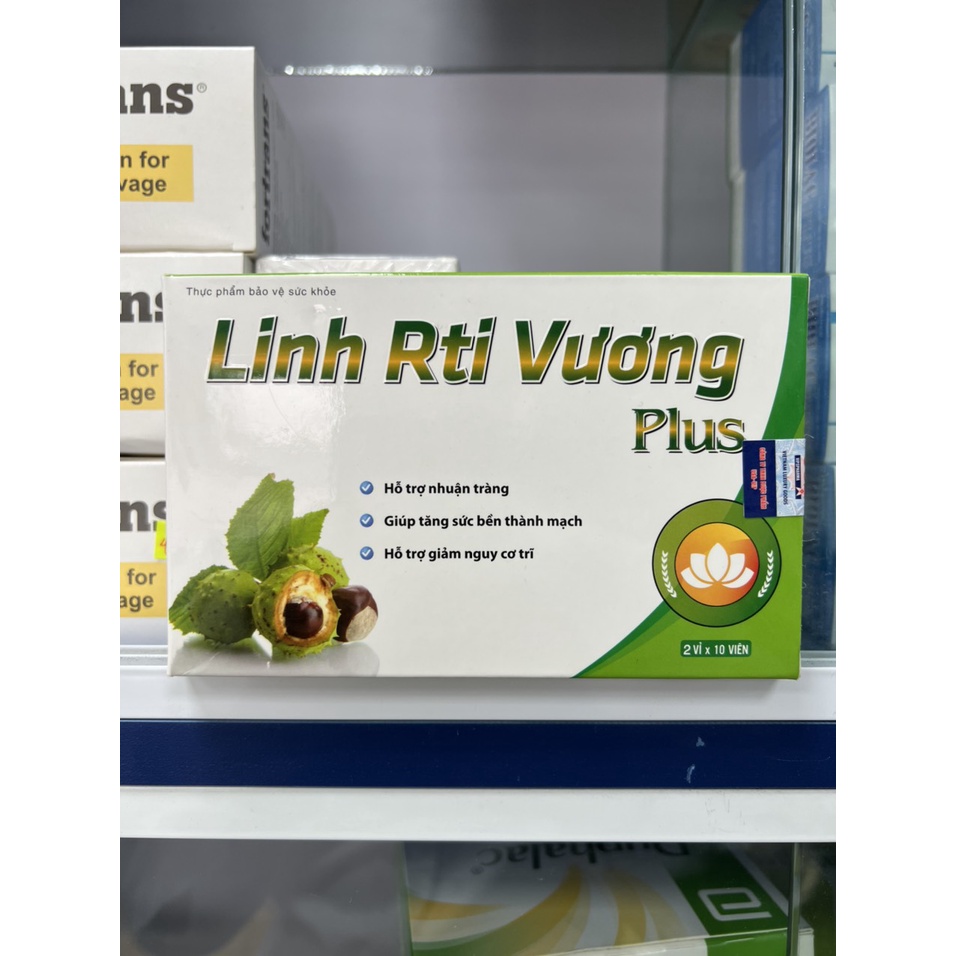 ans®
n for
vage
fortrans
ns
for
age
ns
for
age
Thực phẩm bảo vệ sức khỏe
Linh Rti Vương
Plus
Hỗ trợ nhuận tràng
Giúp tăng sức bền thành mạch
Hỗ trợ giảm nguy cơ trĩ
2 VỈ x 10 VIÊN
Duphalac